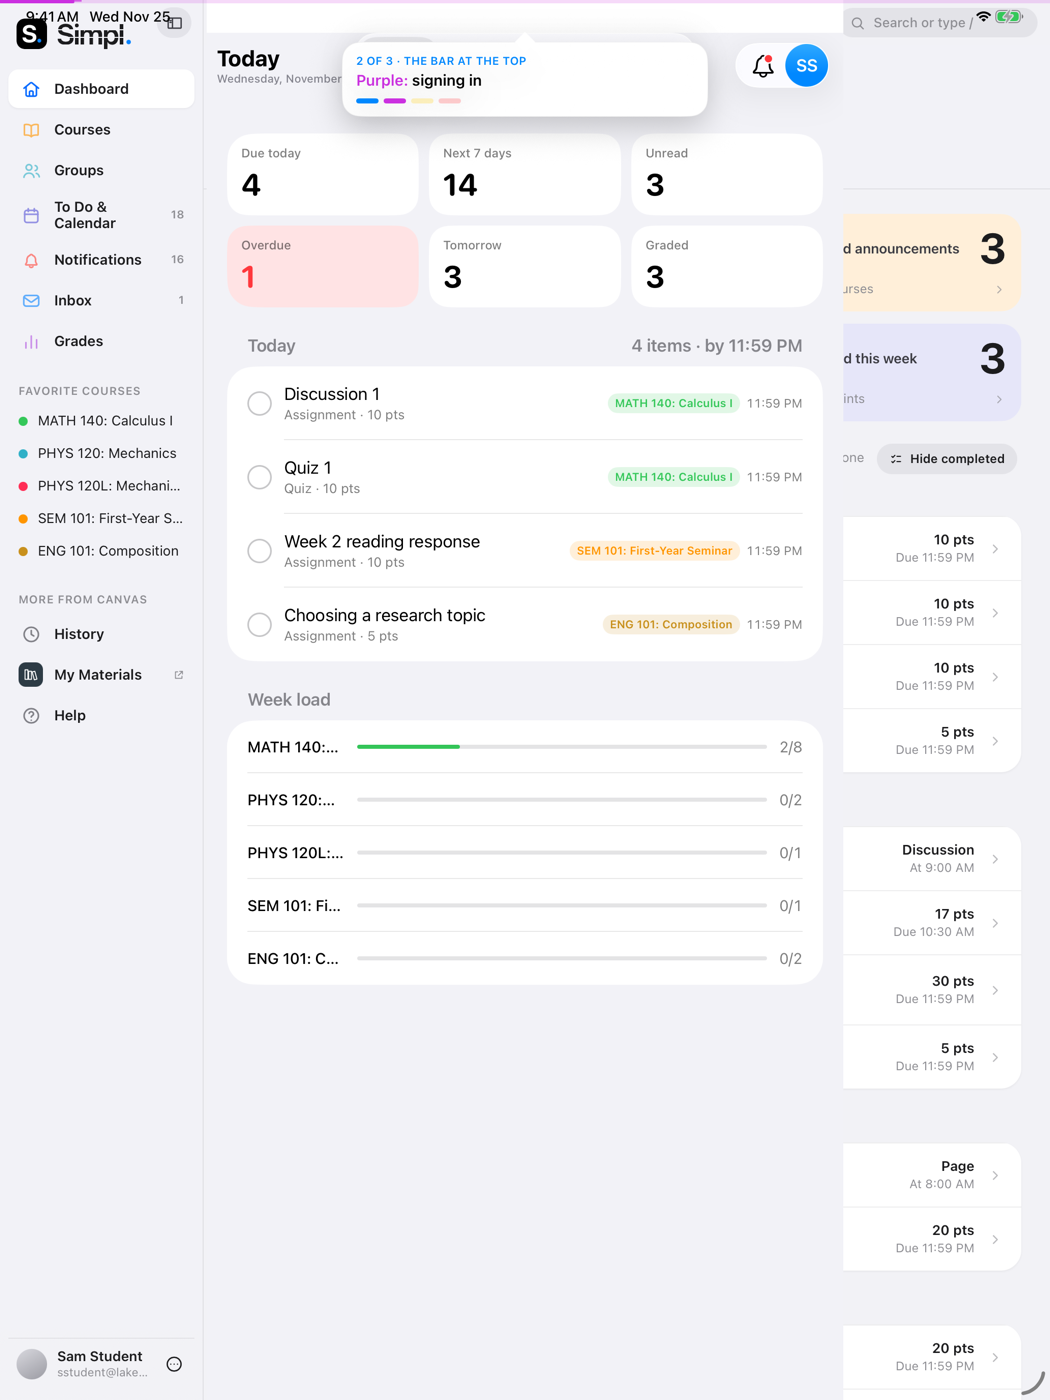 9:41 AM Wed Nov 25
S. Simpl.
Dashboard
Courses
Groups
To Do &
Calendar
18
Notifications
16
Inbox
1
Grades
FAVORITE COURSES
MATH 140: Calculus I
PHYS 120: Mechanics
PHYS 120L: Mechani...
SEM 101: First-Year S...
ENG 101: Composition
MORE FROM CANVAS
History
My Materials
Help
Sam Student
sstudent@lake...
Today
Wednesday, November
2 OF 3 · THE BAR AT THE TOP
Purple: signing in
SS
Due today
4
Next 7 days
14
Unread
3
Overdue
1
Tomorrow
3
Graded
3
Today
4 items · by 11:59 PM
Discussion 1
Assignment · 10 pts
MATH 140: Calculus I
11:59 PM
Quiz 1
Quiz · 10 pts
MATH 140: Calculus I
11:59 PM
Week 2 reading response
Assignment · 10 pts
SEM 101: First-Year Seminar
11:59 PM
Choosing a research topic
Assignment · 5 pts
ENG 101: Composition
11:59 PM
Week load
MATH 140:...
2/8
PHYS 120:...
0/2
PHYS 120L:...
0/1
SEM 101: Fi...
0/1
ENG 101: C...
0/2
Search or type /
d announcements
3
urses
d this week
3
ints
one
Hide completed
10 pts
Due 11:59 PM
10 pts
Due 11:59 PM
10 pts
Due 11:59 PM
5 pts
Due 11:59 PM
Discussion
At 9:00 AM
17 pts
Due 10:30 AM
30 pts
Due 11:59 PM
5 pts
Due 11:59 PM
Page
At 8:00 AM
20 pts
Due 11:59 PM
20 pts
Due 11:59 PM